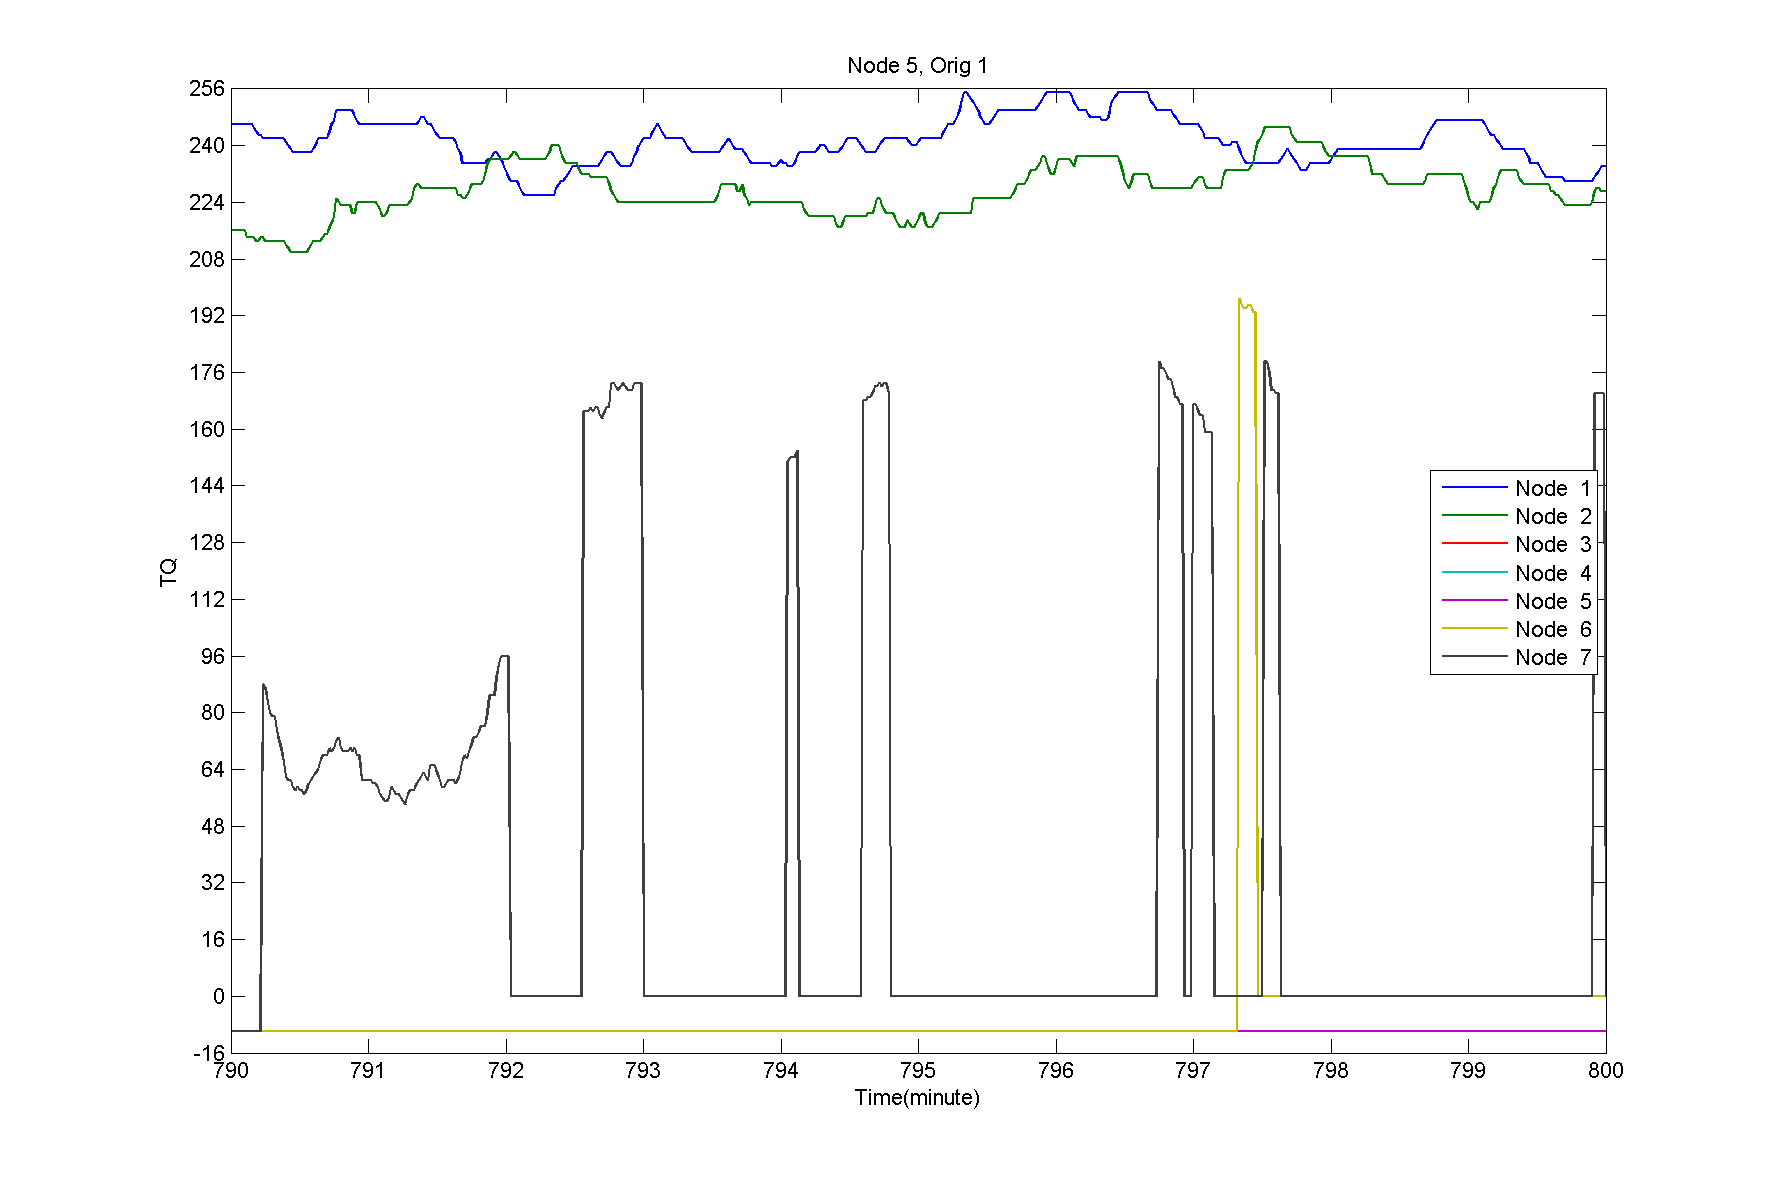 Node 5, Orig 1
256
240
224
208
192
176
160
144
128
112
96
80
64
48
32
16
0
-16
TQ
Node 1
Node 2
Node 3
Node 4
Node 5
Node 6
Node 7
790 791 792 793 794 795 796 797 798 799 800
Time(minute)